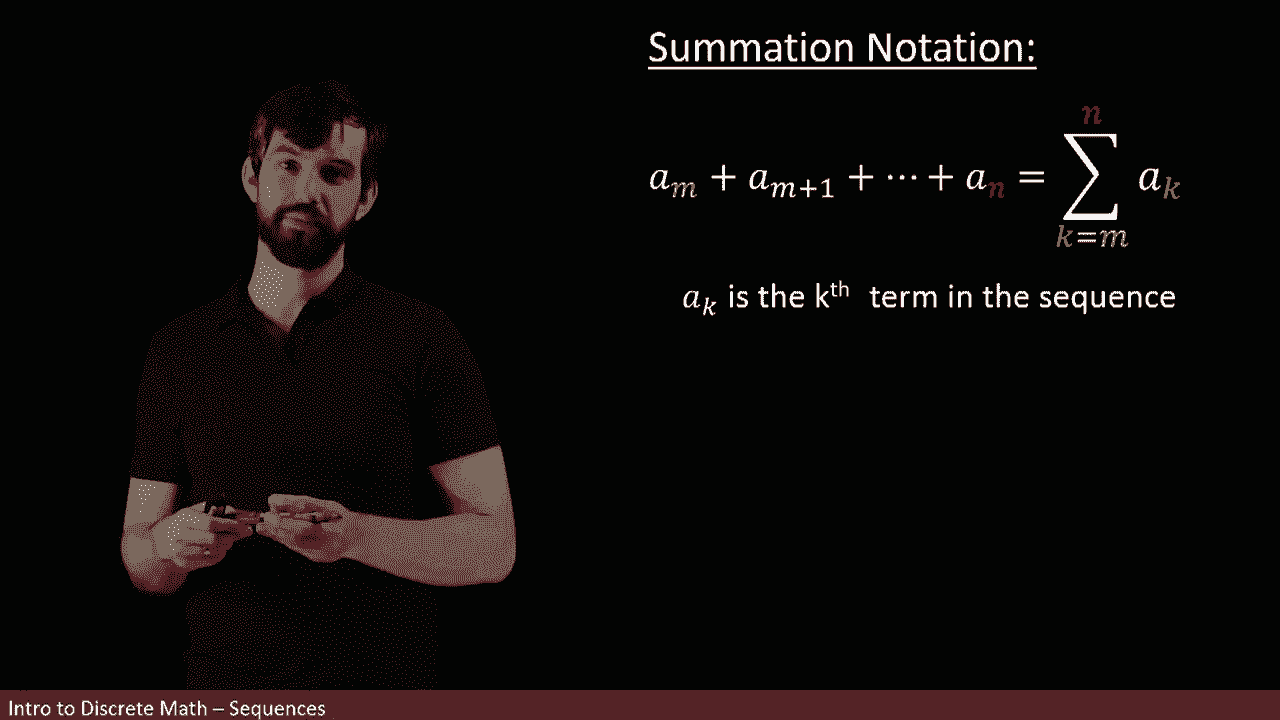 Summation Notation:
a_m + a_{m+1} + ⋯ + a_n = \sum_{k=m}^{n} a_k
a_k is the k^{th} term in the sequence
Intro to Discrete Math – Sequences